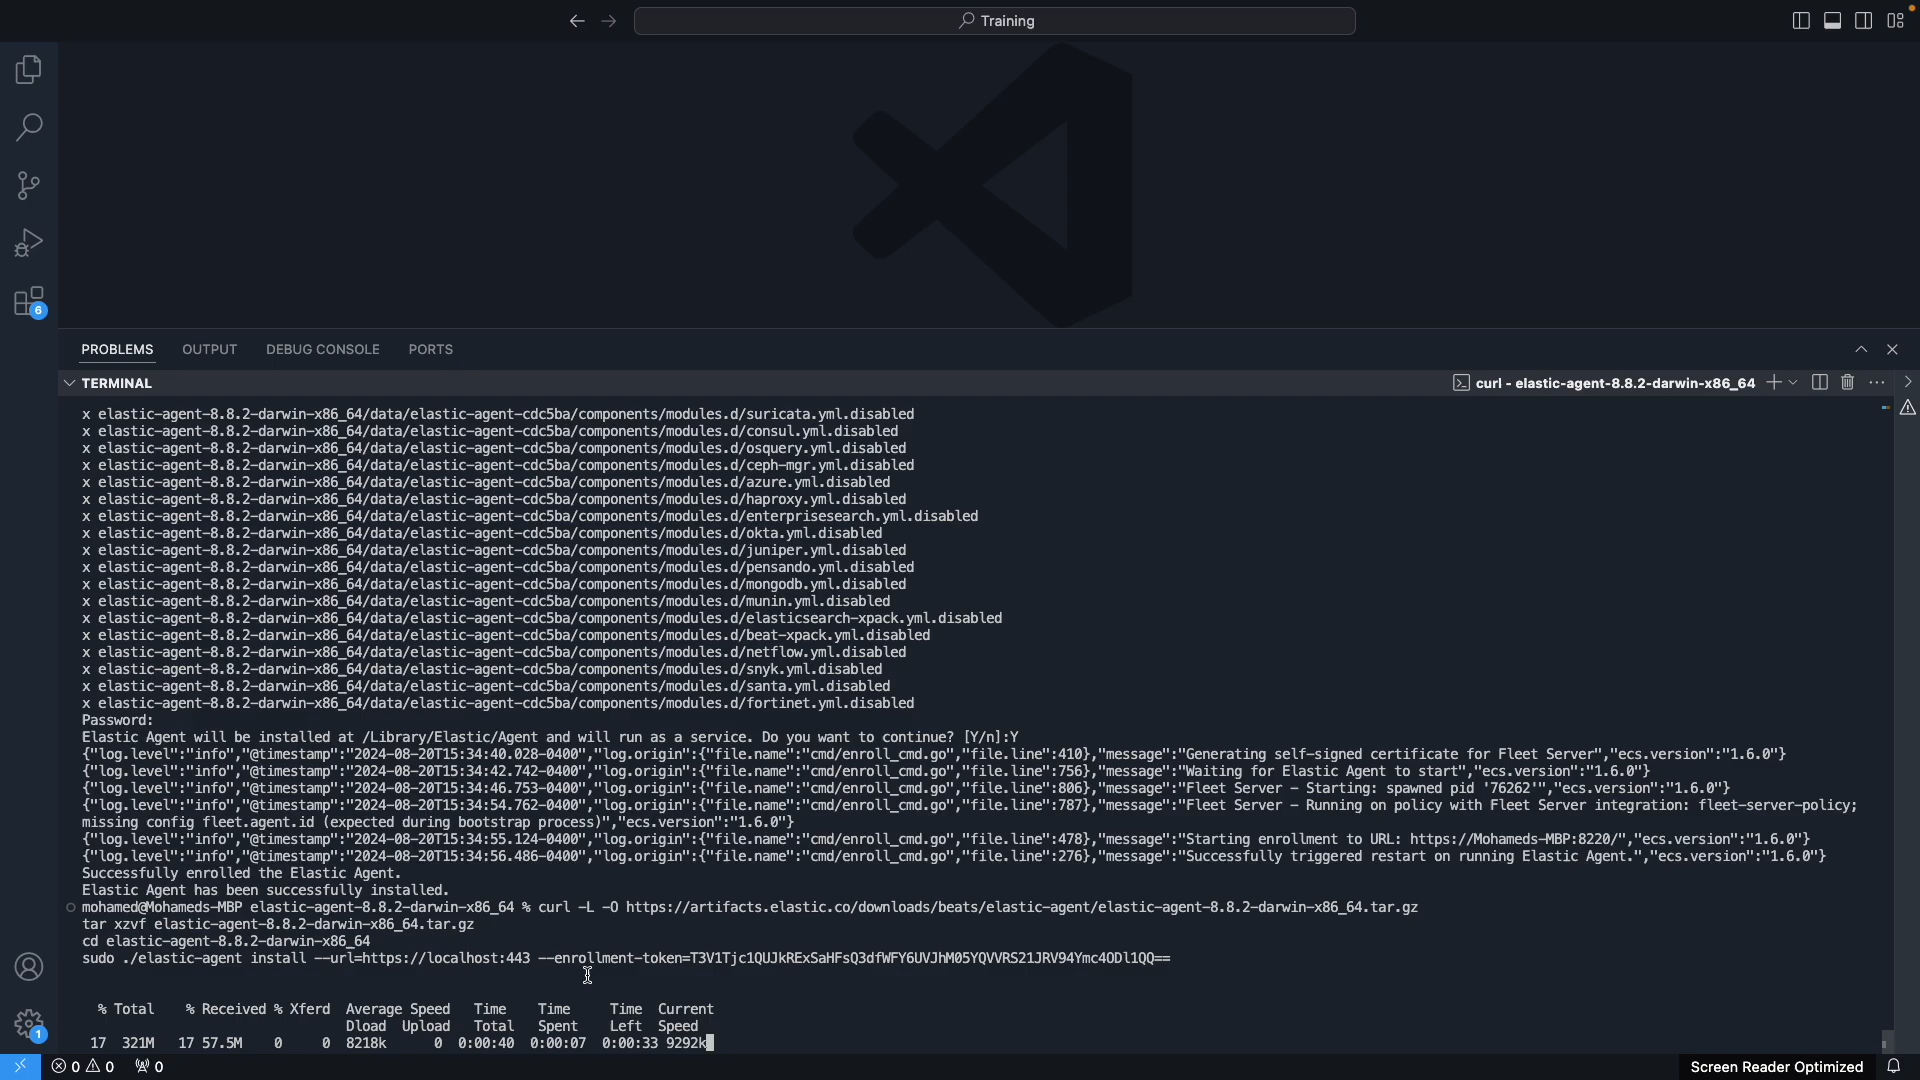 Training
6
PROBLEMS OUTPUT DEBUG CONSOLE PORTS
TERMINAL
curl - elastic-agent-8.8.2-darwin-x86_64
x elastic-agent-8.8.2-darwin-x86_64/data/elastic-agent-cdc5ba/components/modules.d/suricata.yml.disabled
x elastic-agent-8.8.2-darwin-x86_64/data/elastic-agent-cdc5ba/components/modules.d/consul.yml.disabled
x elastic-agent-8.8.2-darwin-x86_64/data/elastic-agent-cdc5ba/components/modules.d/osquery.yml.disabled
x elastic-agent-8.8.2-darwin-x86_64/data/elastic-agent-cdc5ba/components/modules.d/ceph-mgr.yml.disabled
x elastic-agent-8.8.2-darwin-x86_64/data/elastic-agent-cdc5ba/components/modules.d/azure.yml.disabled
x elastic-agent-8.8.2-darwin-x86_64/data/elastic-agent-cdc5ba/components/modules.d/haproxy.yml.disabled
x elastic-agent-8.8.2-darwin-x86_64/data/elastic-agent-cdc5ba/components/modules.d/enterprisesearch.yml.disabled
x elastic-agent-8.8.2-darwin-x86_64/data/elastic-agent-cdc5ba/components/modules.d/okta.yml.disabled
x elastic-agent-8.8.2-darwin-x86_64/data/elastic-agent-cdc5ba/components/modules.d/juniper.yml.disabled
x elastic-agent-8.8.2-darwin-x86_64/data/elastic-agent-cdc5ba/components/modules.d/pensando.yml.disabled
x elastic-agent-8.8.2-darwin-x86_64/data/elastic-agent-cdc5ba/components/modules.d/mongodb.yml.disabled
x elastic-agent-8.8.2-darwin-x86_64/data/elastic-agent-cdc5ba/components/modules.d/munin.yml.disabled
x elastic-agent-8.8.2-darwin-x86_64/data/elastic-agent-cdc5ba/components/modules.d/elasticsearch-xpack.yml.disabled
x elastic-agent-8.8.2-darwin-x86_64/data/elastic-agent-cdc5ba/components/modules.d/beat-xpack.yml.disabled
x elastic-agent-8.8.2-darwin-x86_64/data/elastic-agent-cdc5ba/components/modules.d/netflow.yml.disabled
x elastic-agent-8.8.2-darwin-x86_64/data/elastic-agent-cdc5ba/components/modules.d/snyk.yml.disabled
x elastic-agent-8.8.2-darwin-x86_64/data/elastic-agent-cdc5ba/components/modules.d/santa.yml.disabled
x elastic-agent-8.8.2-darwin-x86_64/data/elastic-agent-cdc5ba/components/modules.d/fortinet.yml.disabled
Password:
Elastic Agent will be installed at /Library/Elastic/Agent and will run as a service. Do you want to continue? [Y/n]:Y
{"log.level":"info","@timestamp":"2024-08-20T15:34:40.028-0400","log.origin":{"file.name":"cmd/enroll_cmd.go","file.line":410},"message":"Generating self-signed certificate for Fleet Server","ecs.version":"1.6.0"}
{"log.level":"info","@timestamp":"2024-08-20T15:34:42.742-0400","log.origin":{"file.name":"cmd/enroll_cmd.go","file.line":756},"message":"Waiting for Elastic Agent to start","ecs.version":"1.6.0"}
{"log.level":"info","@timestamp":"2024-08-20T15:34:46.753-0400","log.origin":{"file.name":"cmd/enroll_cmd.go","file.line":806},"message":"Fleet Server - Starting: spawned pid '76262'","ecs.version":"1.6.0"}
{"log.level":"info","@timestamp":"2024-08-20T15:34:54.762-0400","log.origin":{"file.name":"cmd/enroll_cmd.go","file.line":787},"message":"Fleet Server - Running on policy with Fleet Server integration: fleet-server-policy;
missing config fleet.agent.id (expected during bootstrap process)","ecs.version":"1.6.0"}
{"log.level":"info","@timestamp":"2024-08-20T15:34:55.124-0400","log.origin":{"file.name":"cmd/enroll_cmd.go","file.line":478},"message":"Starting enrollment to URL: https://Mohameds-MBP:8220/","ecs.version":"1.6.0"}
{"log.level":"info","@timestamp":"2024-08-20T15:34:56.486-0400","log.origin":{"file.name":"cmd/enroll_cmd.go","file.line":276},"message":"Successfully triggered restart on running Elastic Agent.","ecs.version":"1.6.0"}
Successfully enrolled the Elastic Agent.
Elastic Agent has been successfully installed.
mohamed@Mohameds-MBP elastic-agent-8.8.2-darwin-x86_64 % curl -L -O https://artifacts.elastic.co/downloads/beats/elastic-agent/elastic-agent-8.8.2-darwin-x86_64.tar.gz
tar xzvf elastic-agent-8.8.2-darwin-x86_64.tar.gz
cd elastic-agent-8.8.2-darwin-x86_64
sudo ./elastic-agent install --url=https://localhost:443 --enrollment-token=T3V1Tjc1QUJkRExSaHFsQ3dfWFY6UVJhM05YQVVRS21JRV94Ymc4ODl1QQ==
% Total % Received % Xferd Average Speed Time Time Time Current
Dload Upload Total Spent Left Speed
17 321M 17 57.5M 0 0 8218k 0 0:00:40 0:00:07 0:00:33 9292k
1
0 0 0
Screen Reader Optimized